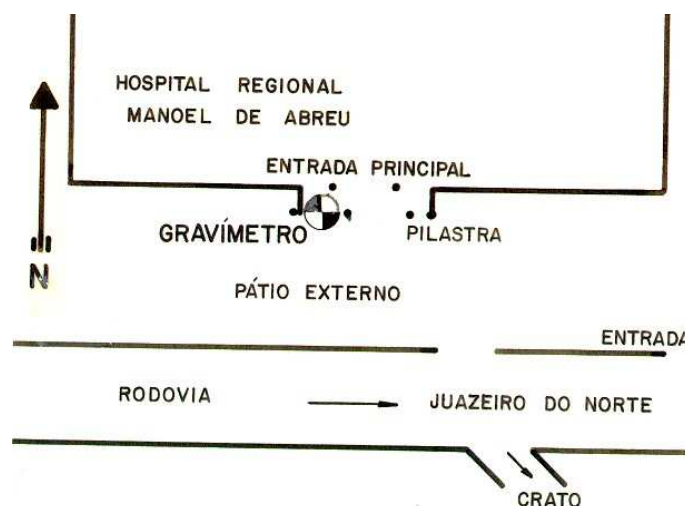 HOSPITAL REGIONAL
MANOEL DE ABREU
ENTRADA PRINCIPAL
GRAVÍMETRO
PILASTRA
N
PÁTIO EXTERNO
ENTRADA
RODOVIA
JUAZEIRO DO NORTE
CRATO